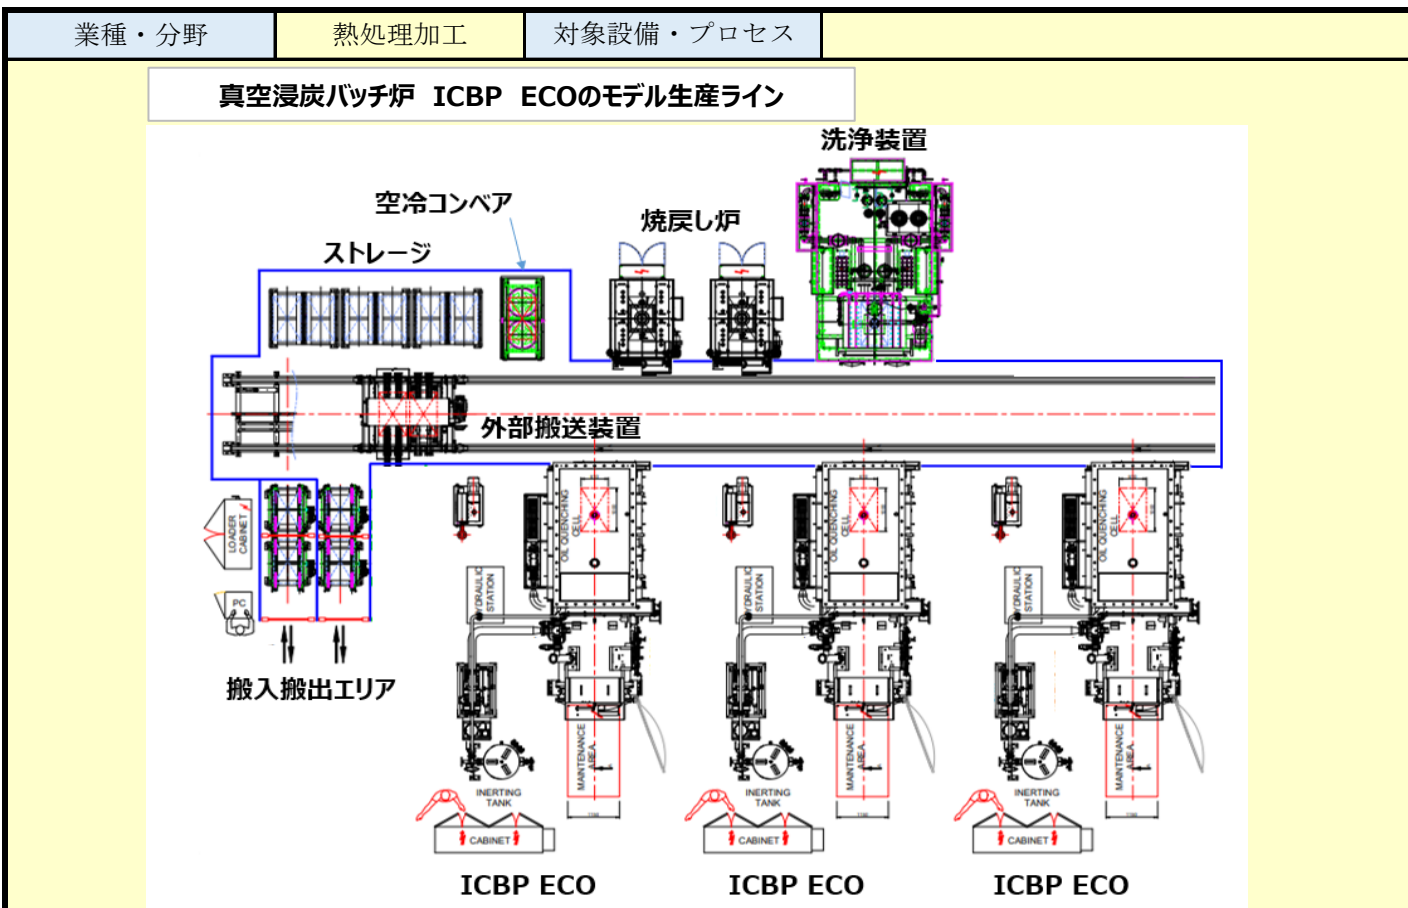 業種・分野
熱処理加工
対象設備・プロセス
真空浸炭バッチ炉 ICBP ECOのモデル生産ライン
洗浄装置
空冷コンベア
焼戻し炉
ストレージ
外部搬送装置
LOADER
CABINET
PC
搬入搬出エリア
OIL QUENCHING
CELL
OIL QUENCHING
CELL
OIL QUENCHING
CELL
HYDRAULIC
STATION
HYDRAULIC
STATION
HYDRAULIC
STATION
MAINTENANCE
AREA
MAINTENANCE
AREA
MAINTENANCE
AREA
INERTING
TANK
INERTING
TANK
INERTING
TANK
CABINET
CABINET
CABINET
ICBP ECO
ICBP ECO
ICBP ECO